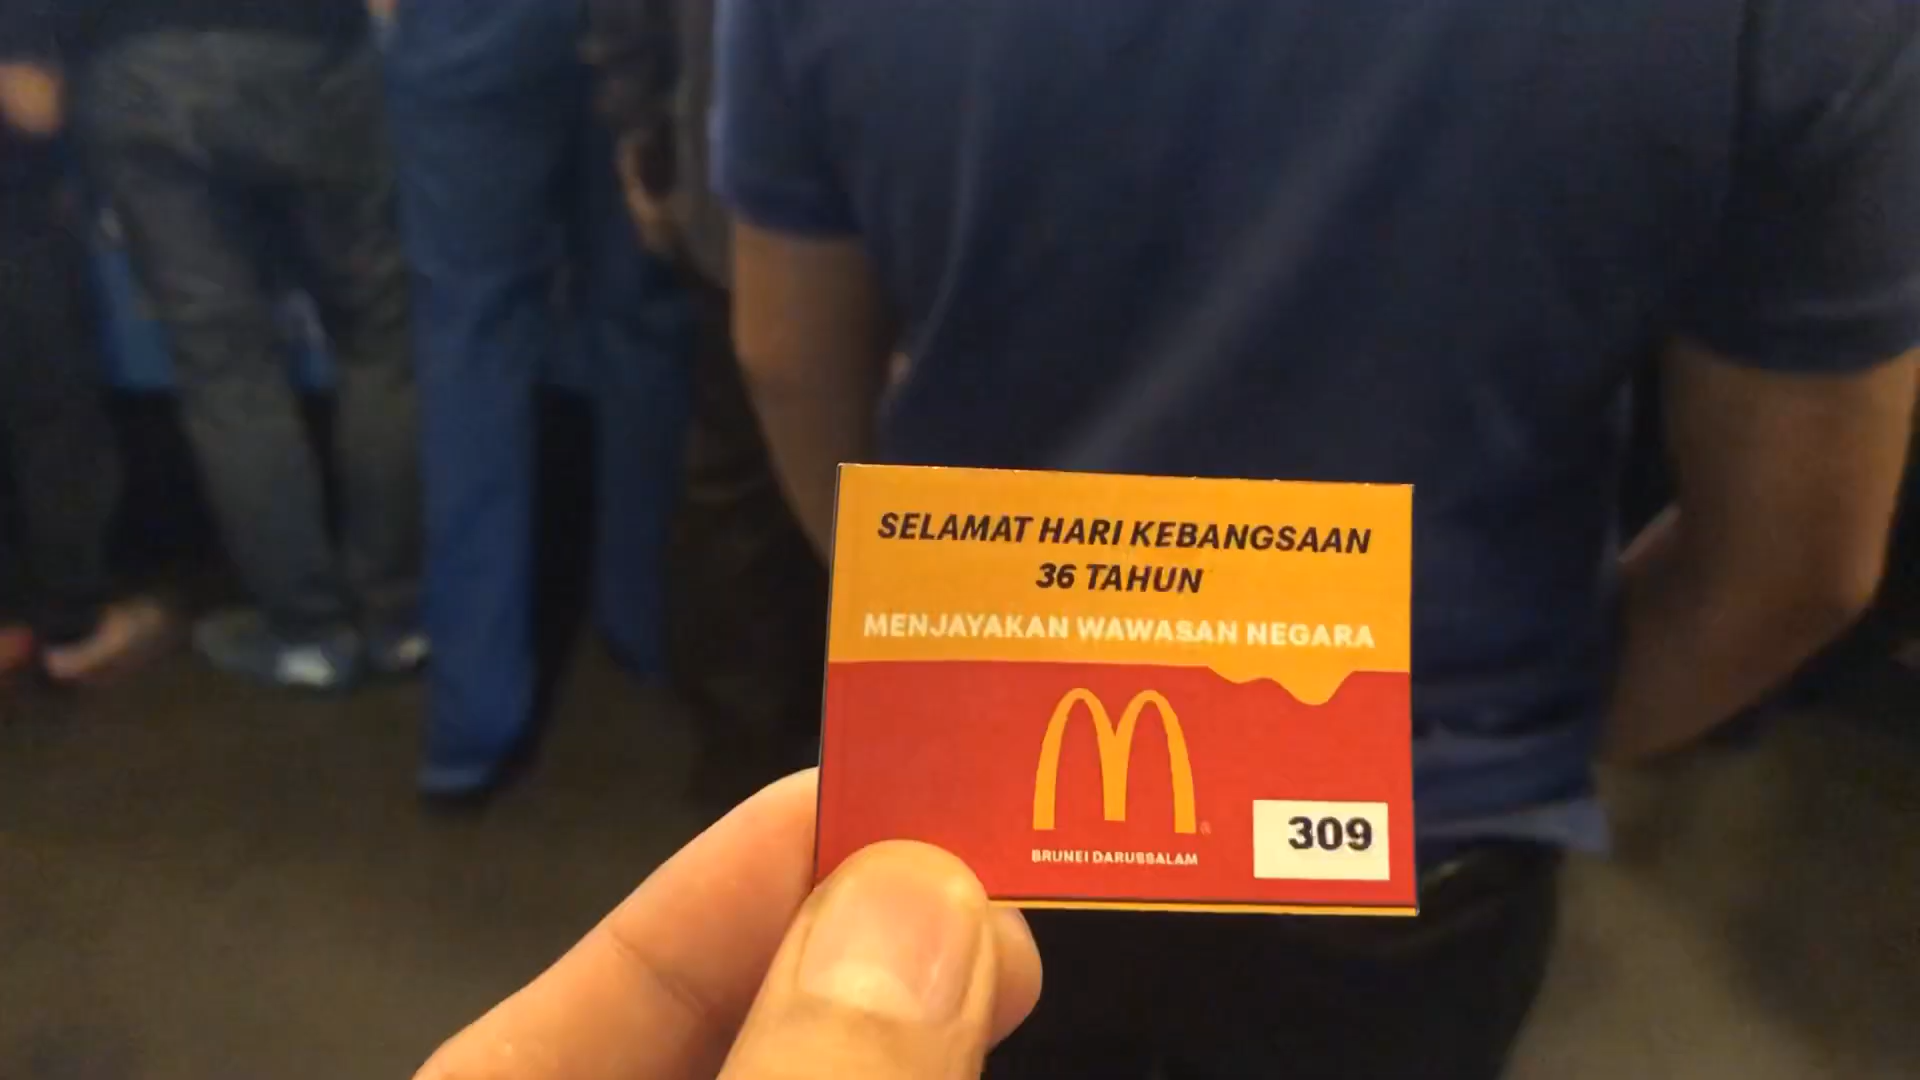 SELAMAT HARI KEBANGSAAN
36 TAHUN
MENJAYAKAN WAWASAN NEGARA
BRUNEI DARUSSALAM
309